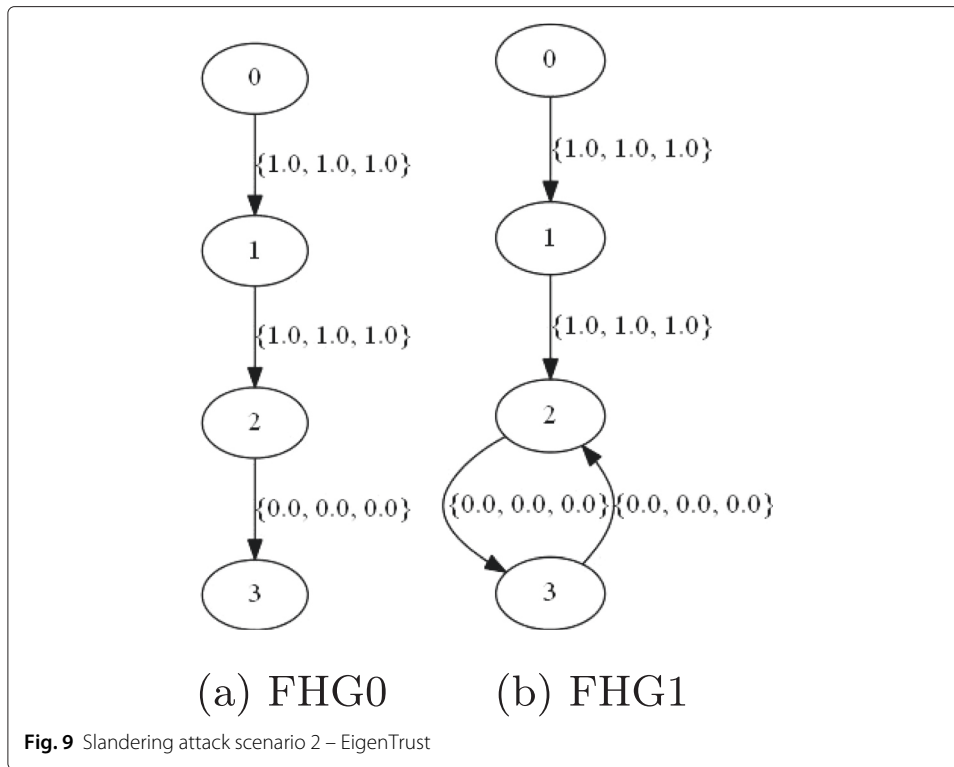 0
{1.0, 1.0, 1.0}
1
{1.0, 1.0, 1.0}
2
{0.0, 0.0, 0.0}
3
(a) FHG0
0
{1.0, 1.0, 1.0}
1
{1.0, 1.0, 1.0}
2
{0.0, 0.0, 0.0} {0.0, 0.0, 0.0}
3
(b) FHG1
Fig. 9 Slandering attack scenario 2 – EigenTrust